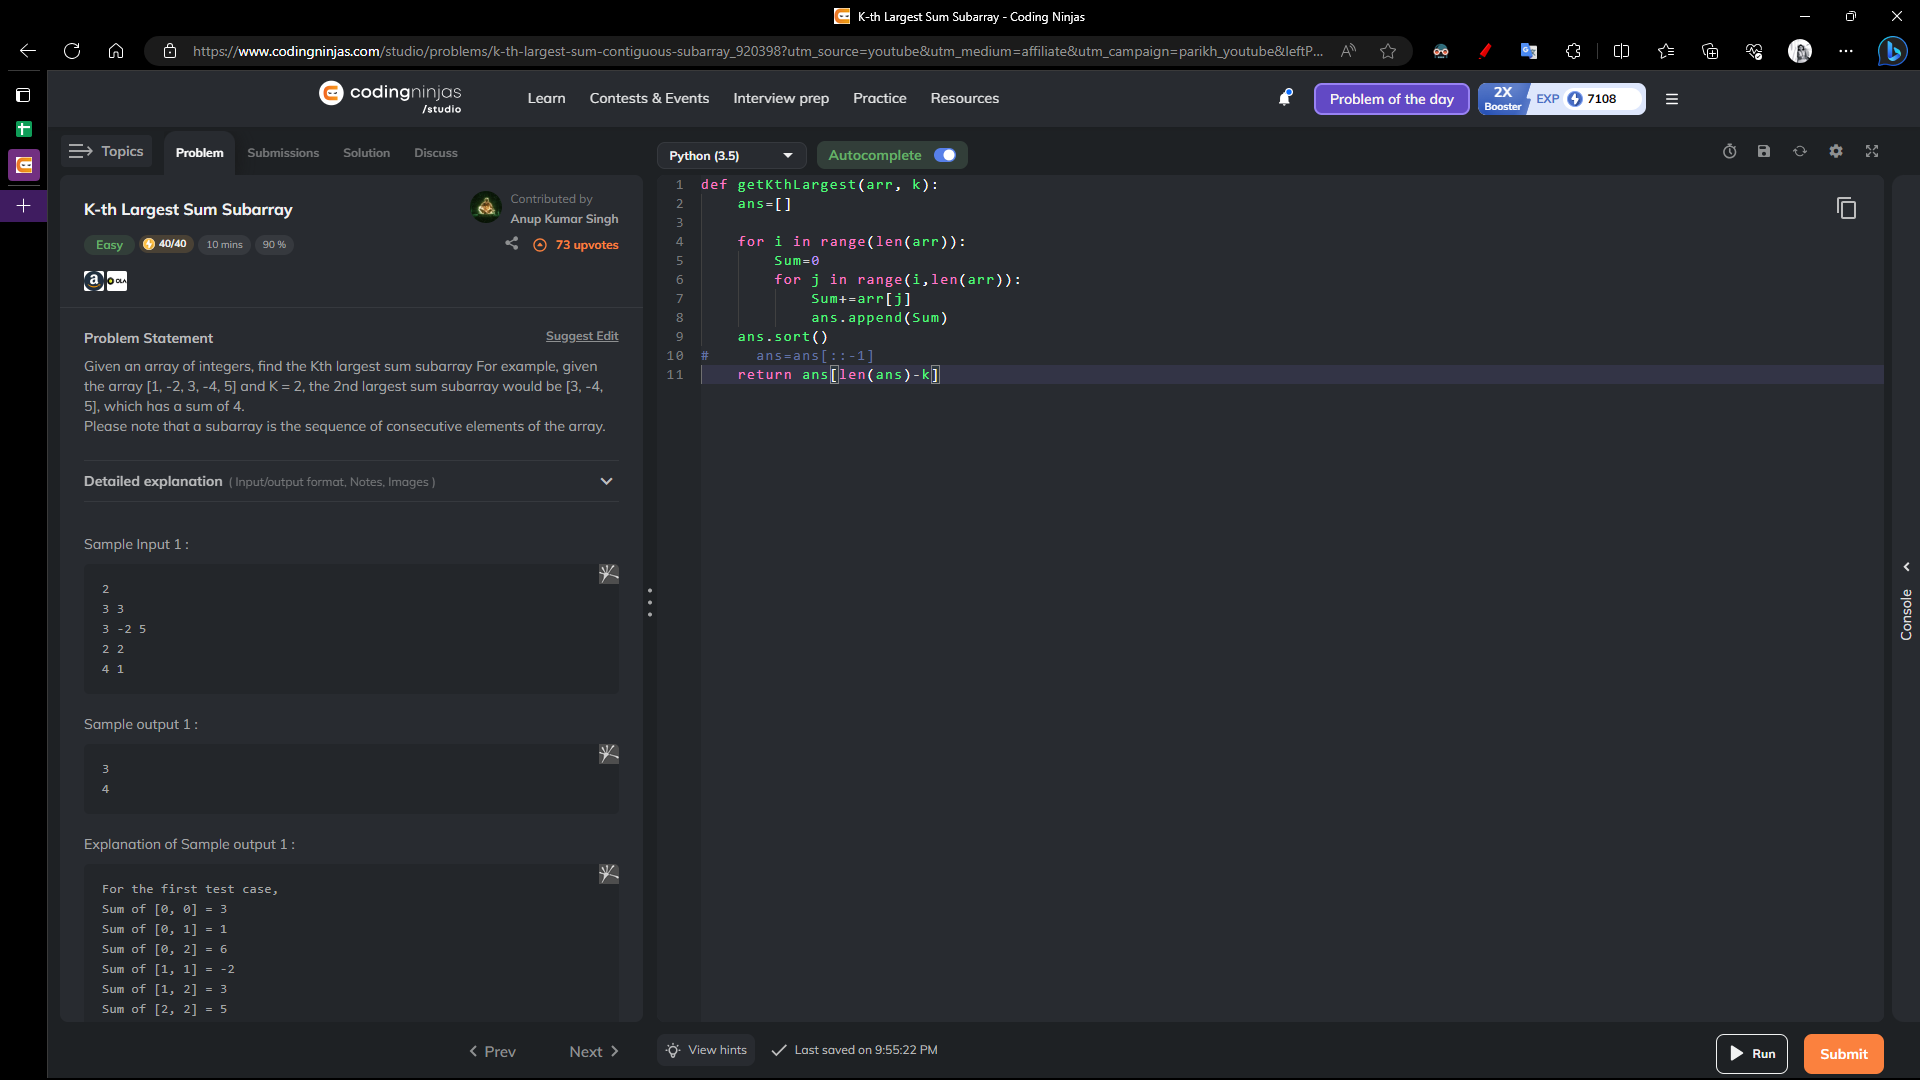 K-th Largest Sum Subarray - Coding Ninjas
https://www.codingninjas.com/studio/problems/k-th-largest-sum-contiguous-subarray_920398?utm_source=youtube&utm_medium=affiliate&utm_campaign=parikh_youtube&leftP...
codingninjas
/studio
Learn
Contests & Events
Interview prep
Practice
Resources
Problem of the day
2X
Booster
EXP
7108
Topics
Problem
Submissions
Solution
Discuss
K-th Largest Sum Subarray
Contributed by
Anup Kumar Singh
Easy
40/40
10 mins
90 %
73 upvotes
a
OLA
Problem Statement
Suggest Edit
Given an array of integers, find the Kth largest sum subarray For example, given
the array [1, -2, 3, -4, 5] and K = 2, the 2nd largest sum subarray would be [3, -4,
5], which has a sum of 4.
Please note that a subarray is the sequence of consecutive elements of the array.
Detailed explanation ( Input/output format, Notes, Images )
Sample Input 1 :
2
3 3
3 -2 5
2 2
4 1
Sample output 1 :
3
4
Explanation of Sample output 1 :
For the first test case,
Sum of [0, 0] = 3
Sum of [0, 1] = 1
Sum of [0, 2] = 6
Sum of [1, 1] = -2
Sum of [1, 2] = 3
Sum of [2, 2] = 5
Prev
Next
Python (3.5)
Autocomplete
1 def getKthLargest(arr, k):
2     ans=[]
3
4     for i in range(len(arr)):
5         Sum=0
6         for j in range(i,len(arr)):
7             Sum+=arr[j]
8             ans.append(Sum)
9     ans.sort()
10 #     ans=ans[::-1]
11     return ans[len(ans)-k]
Console
View hints
Last saved on 9:55:22 PM
Run
Submit